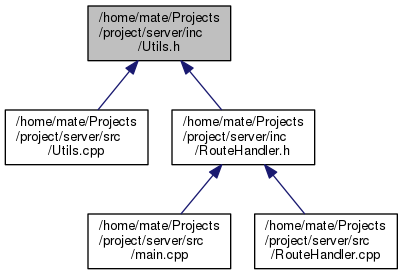 /home/mate/Projects
/project/server/inc
/Utils.h
/home/mate/Projects
/project/server/src
/Utils.cpp
/home/mate/Projects
/project/server/inc
/RouteHandler.h
/home/mate/Projects
/project/server/src
/main.cpp
/home/mate/Projects
/project/server/src
/RouteHandler.cpp